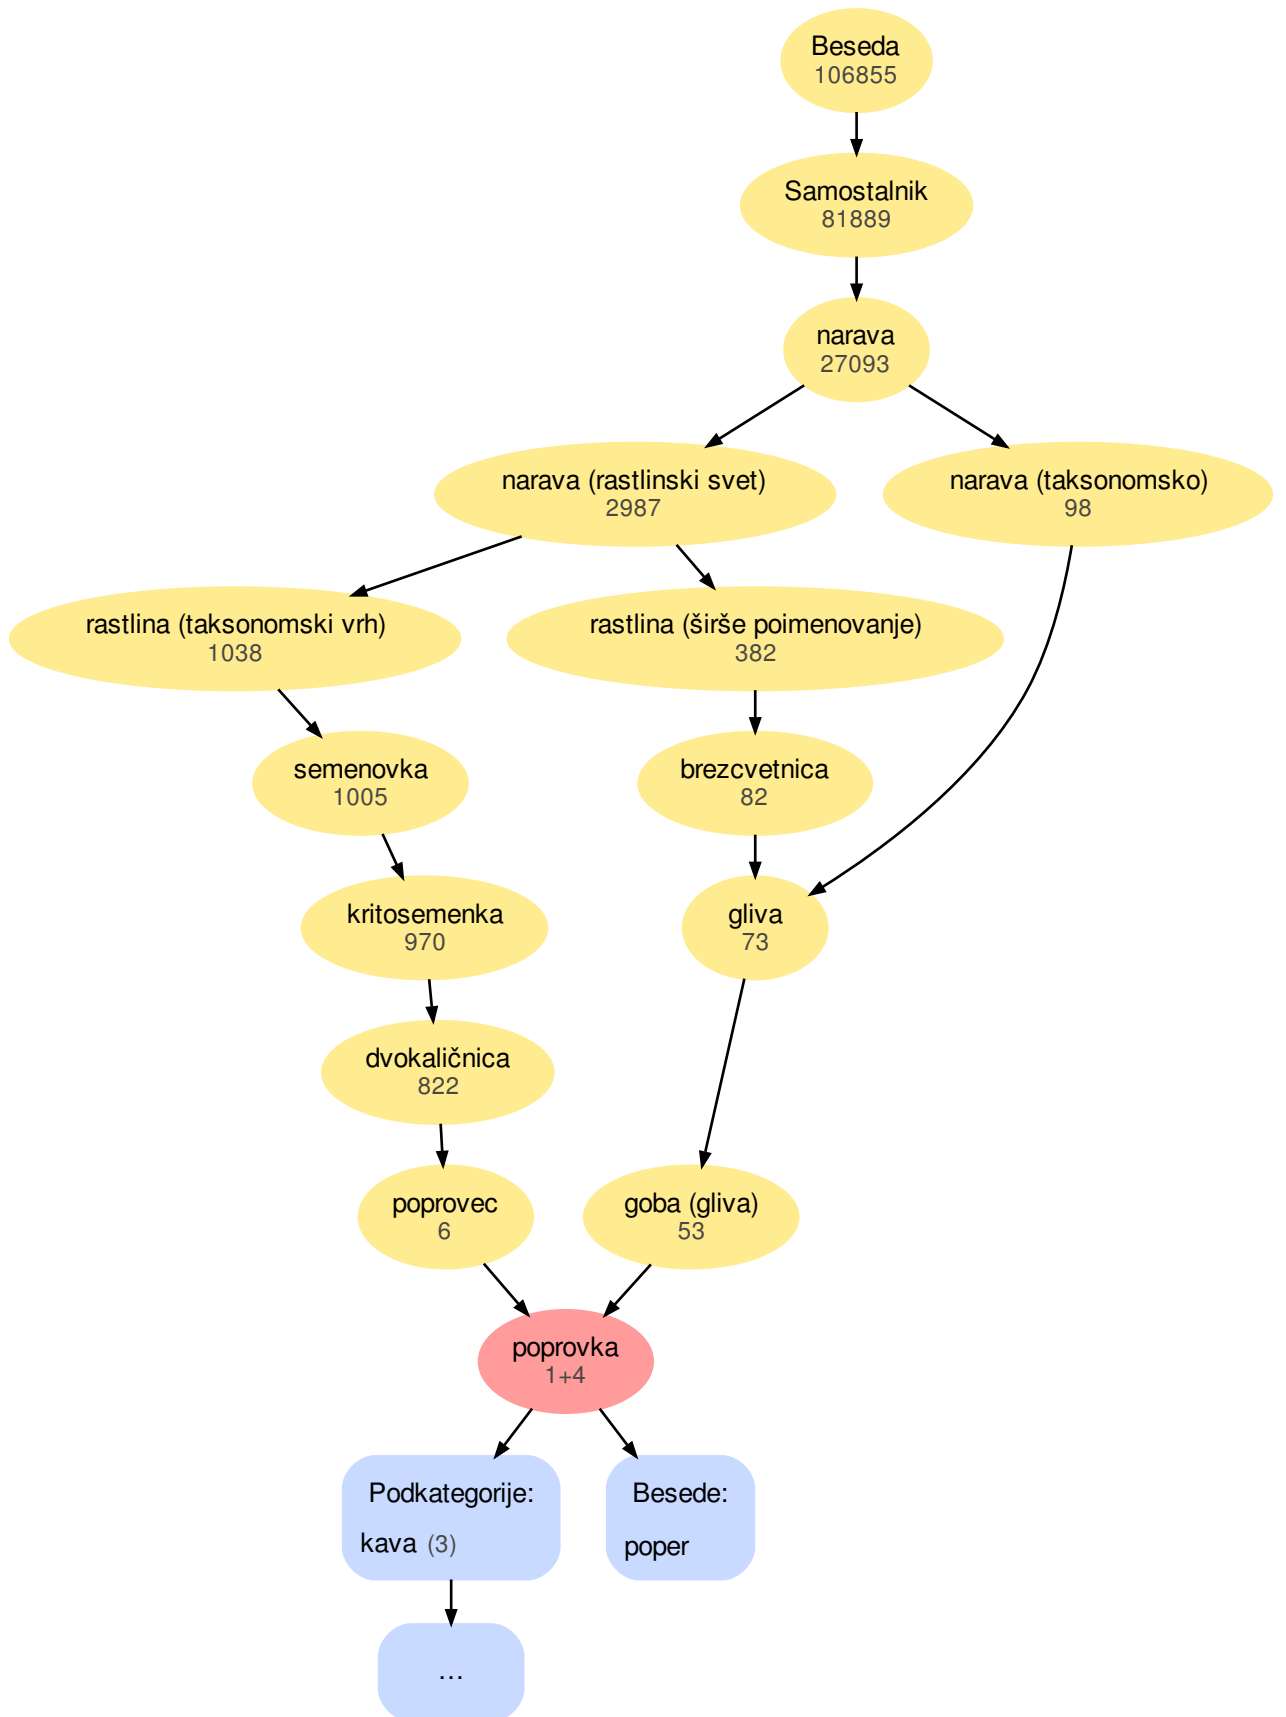 Beseda
106855
Samostalnik
81889
narava
27093
narava (rastlinski svet)
2987
narava (taksonomsko)
98
rastlina (taksonomski vrh)
1038
rastlina (širše poimenovanje)
382
semenovka
1005
brezcvetnica
82
kritosemenka
970
gliva
73
dvokaličnica
822
poprovec
6
goba (gliva)
53
poprovka
1+4
Podkategorije:
kava (3)
Besede:
poper
...